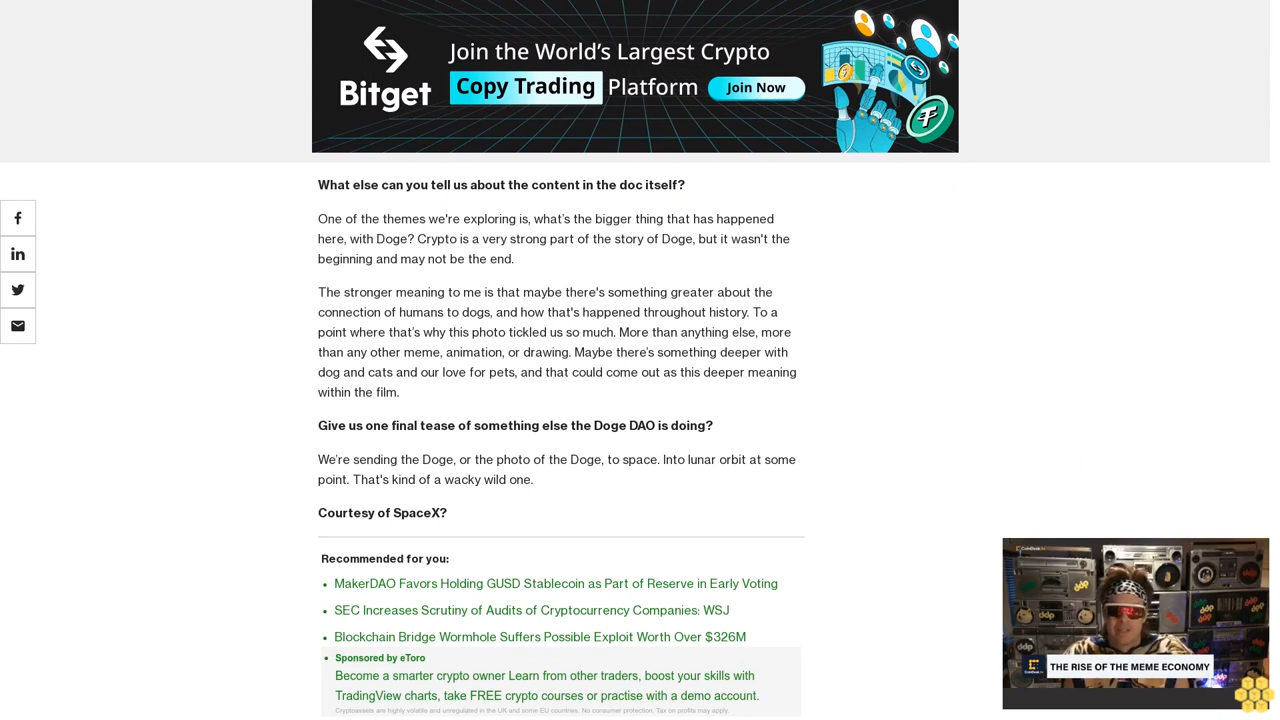 Bitget
Join the World's Largest Crypto
Copy Trading Platform Join Now
What else can you tell us about the content in the doc itself?
One of the themes we're exploring is, what's the bigger thing that has happened
here, with Doge? Crypto is a very strong part of the story of Doge, but it wasn't the
beginning and may not be the end.
The stronger meaning to me is that maybe there's something greater about the
connection of humans to dogs, and how that's happened throughout history. To a
point where that's why this photo tickled us so much. More than anything else, more
than any other meme, animation, or drawing. Maybe there's something deeper with
dog and cats and our love for pets, and that could come out as this deeper meaning
within the film.
Give us one final tease of something else the Doge DAO is doing?
We're sending the Doge, or the photo of the Doge, to space. Into lunar orbit at some
point. That's kind of a wacky wild one.
Courtesy of SpaceX?
Recommended for you:
• MakerDAO Favors Holding GUSD Stablecoin as Part of Reserve in Early Voting
• SEC Increases Scrutiny of Audits of Cryptocurrency Companies: WSJ
• Blockchain Bridge Wormhole Suffers Possible Exploit Worth Over $326M
• Sponsored by eToro
Become a smarter crypto owner Learn from other traders, boost your skills with
TradingView charts, take FREE crypto courses or practise with a demo account.
Cryptoassets are highly volatile and unregulated in the UK and some EU countries. No consumer protection. Tax on profits may apply.
CoinDesk
ddp
ddp
ddp
THE RISE OF THE MEME ECONOMY